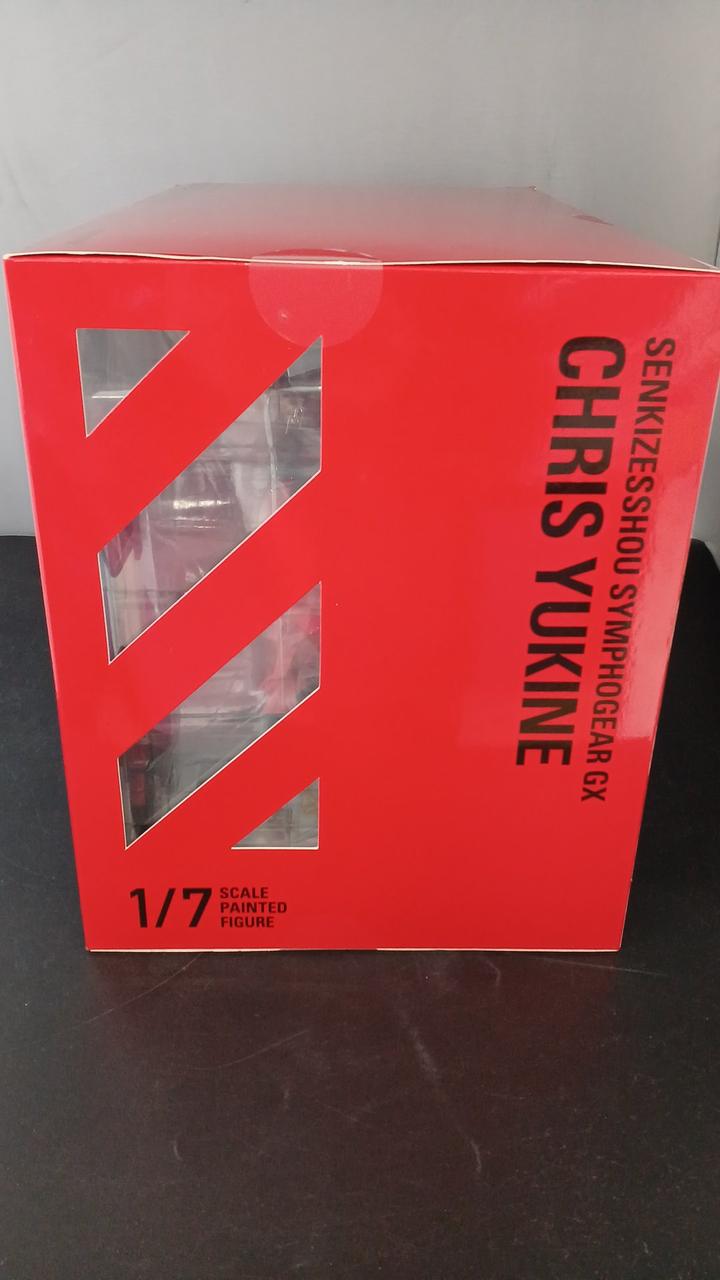 SENKIZESSHOU SYMPHOGEAR GX
CHRIS YUKINE
1/7 SCALE
PAINTED
FIGURE